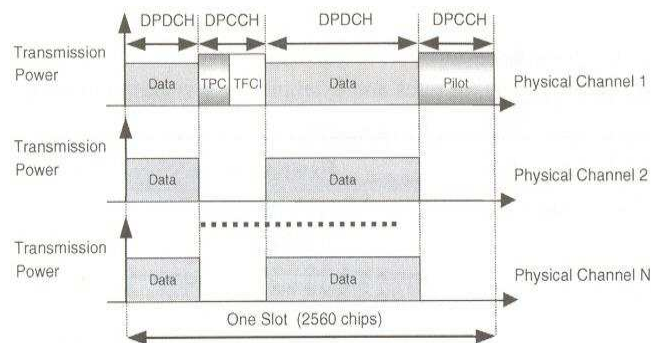 DPDCH DPCCH DPDCH DPCCH
Transmission
Power
Data TPC TFCI Data Pilot
Physical Channel 1
Transmission
Power
Data Data
Physical Channel 2
Transmission
Power
Data Data
Physical Channel N
One Slot (2560 chips)